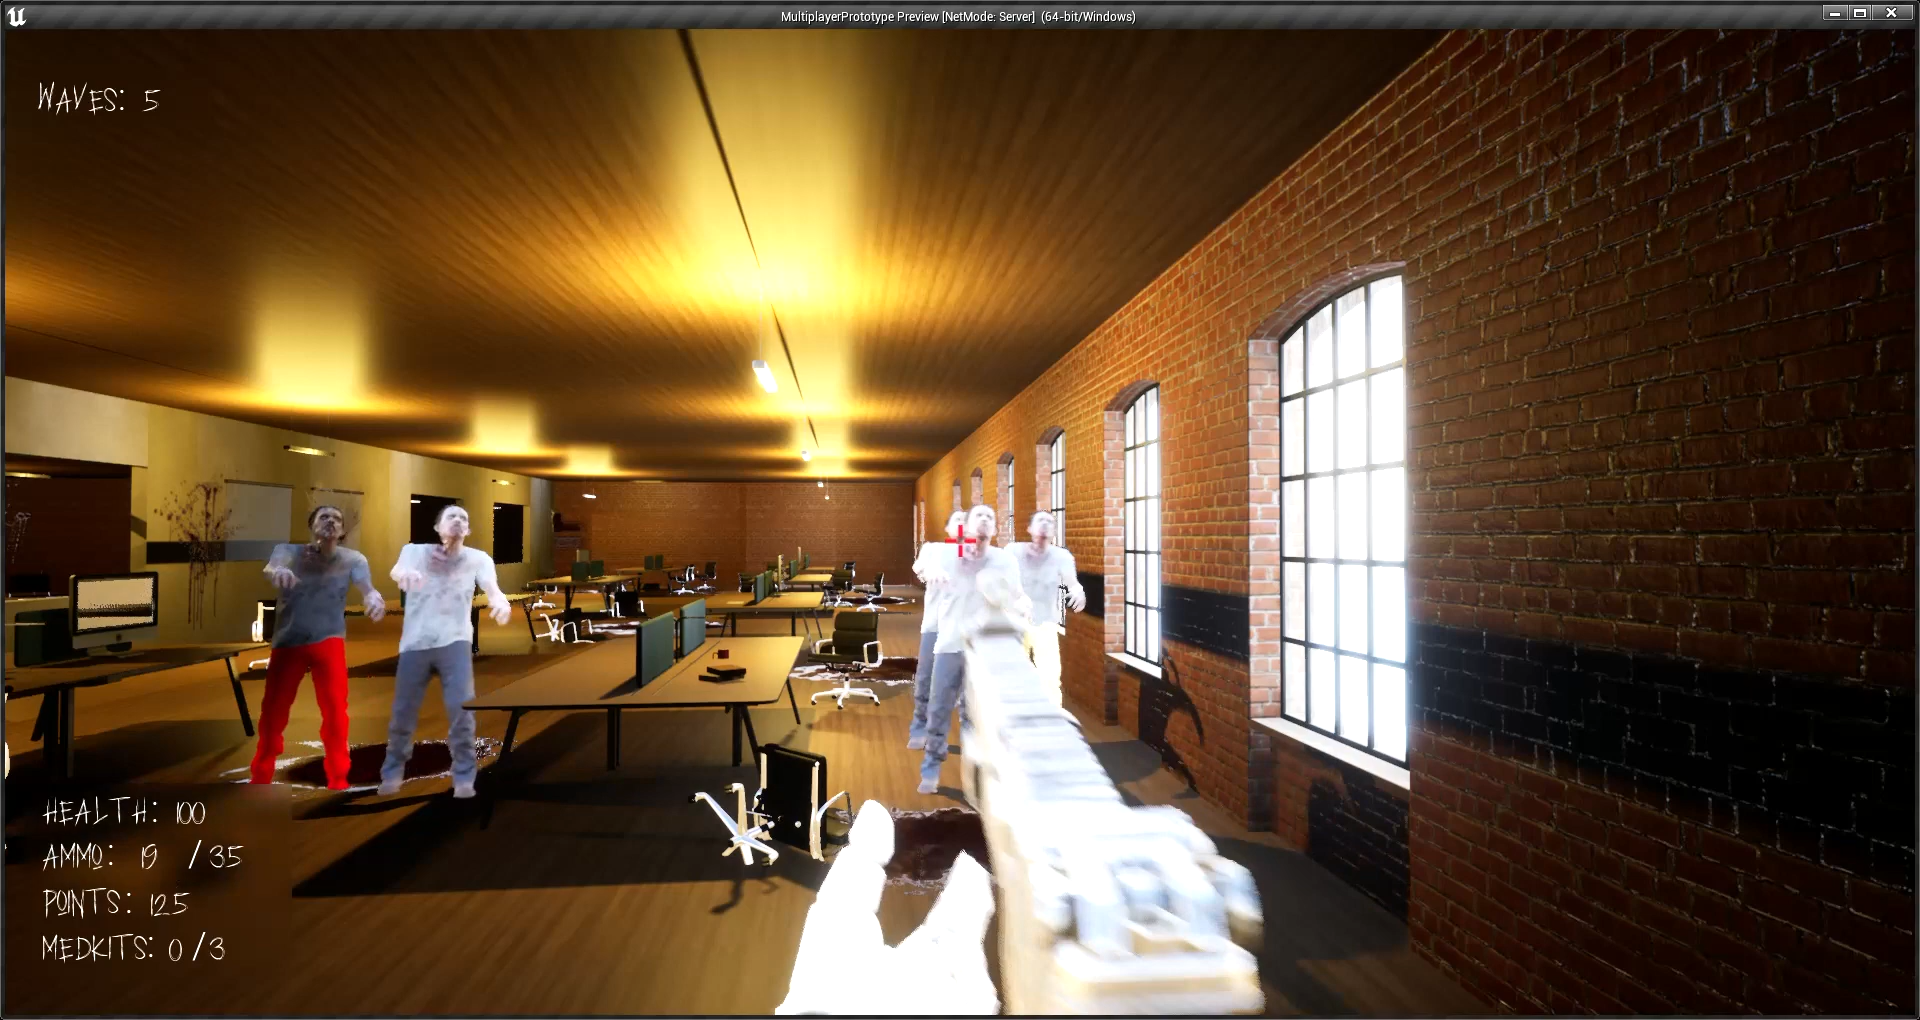 MultiplayerPrototype Preview [NetMode: Server] (64-bit/Windows)
WAVES: 5
HEALTH: 100
AMMO: 19 /35
POINTS: 125
MEDKITS: 0/3